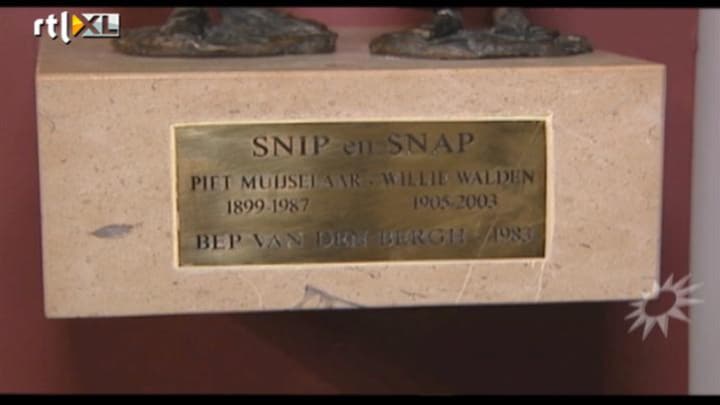 rtl XL
SNIP en SNAP
PIET MUIJSELAAR - WILLIE WALDEN
1899-1987 1905-2003
BEP VAN DEN BERGH - 1983